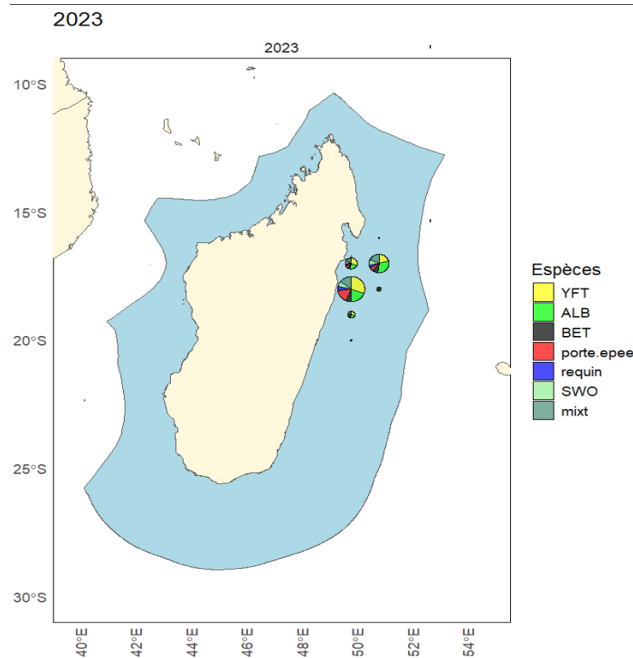 2023
2023
10°S
15°S
20°S
25°S
30°S
40°E
42°E
44°E
46°E
48°E
50°E
52°E
54°E
Espèces
YFT
ALB
BET
porte.epee
requin
SWO
mixt